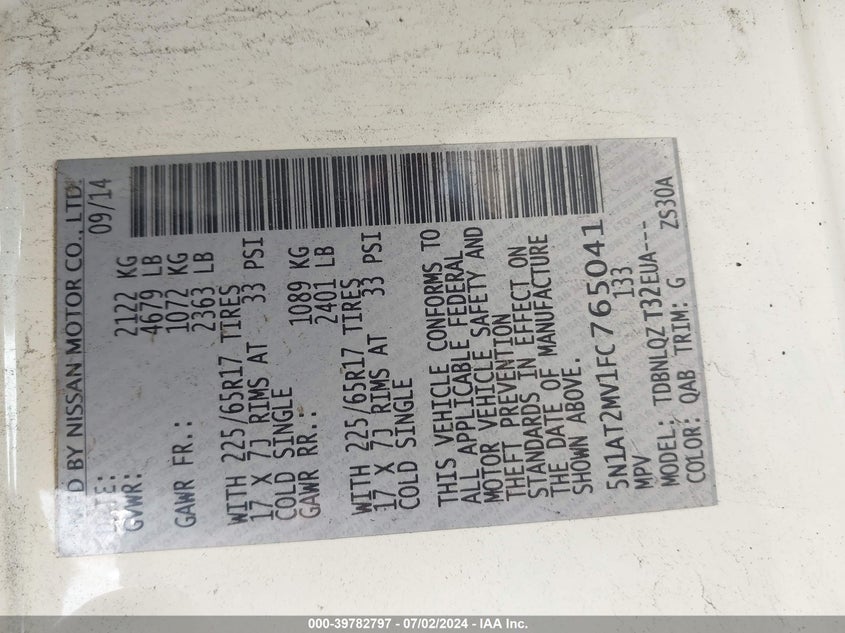 ED BY NISSAN MOTOR CO., LTD.
DATE: 09/14
GVWR: 2122 KG
4679 LB
GAWR FR.: 1072 KG
2363 LB
WITH 225/65R17 TIRES
17 X 7J RIMS AT 33 PSI
COLD SINGLE
GAWR RR.: 1089 KG
2401 LB
WITH 225/65R17 TIRES
17 X 7J RIMS AT 33 PSI
COLD SINGLE
THIS VEHICLE CONFORMS TO
ALL APPLICABLE FEDERAL
MOTOR VEHICLE SAFETY AND
THEFT PREVENTION
STANDARDS IN EFFECT ON
THE DATE OF MANUFACTURE
SHOWN ABOVE.
5N1AT2MV1FC765041
MPV 133
MODEL: TDBNLQZ T32EUA---
COLOR: QAB TRIM: G ZS30A
000-39782797 - 07/02/2024 - IAA Inc.